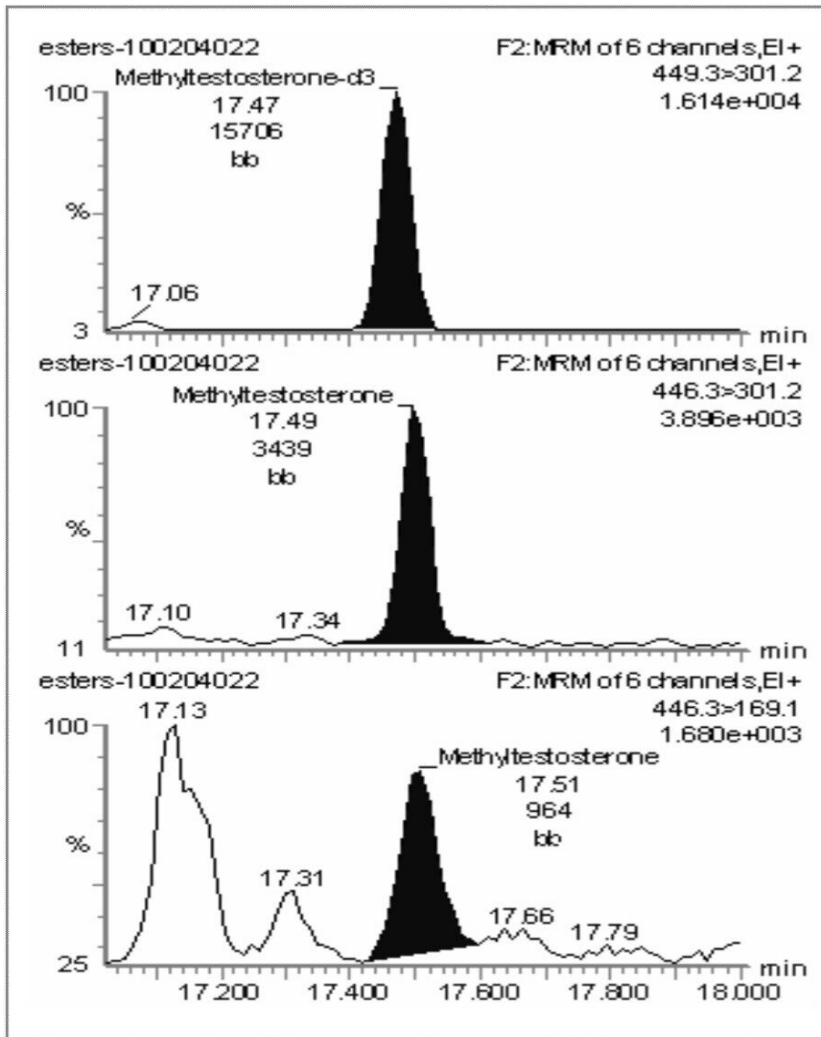 esters-100204022
F2:MRM of 6 channels,EI+
449.3>301.2
1.614e+004
Methyltestosterone-d3
17.47
15706
bb
100
%
17.06
3
min
esters-100204022
F2:MRM of 6 channels,EI+
446.3>301.2
3.896e+003
Methyltestosterone
17.49
3439
bb
100
%
17.10
17.34
11
min
esters-100204022
F2:MRM of 6 channels,EI+
446.3>169.1
1.680e+003
17.13
100
Methyltestosterone
17.51
964
bb
%
17.31
17.66
17.79
25
min
17.200 17.400 17.600 17.800 18.000